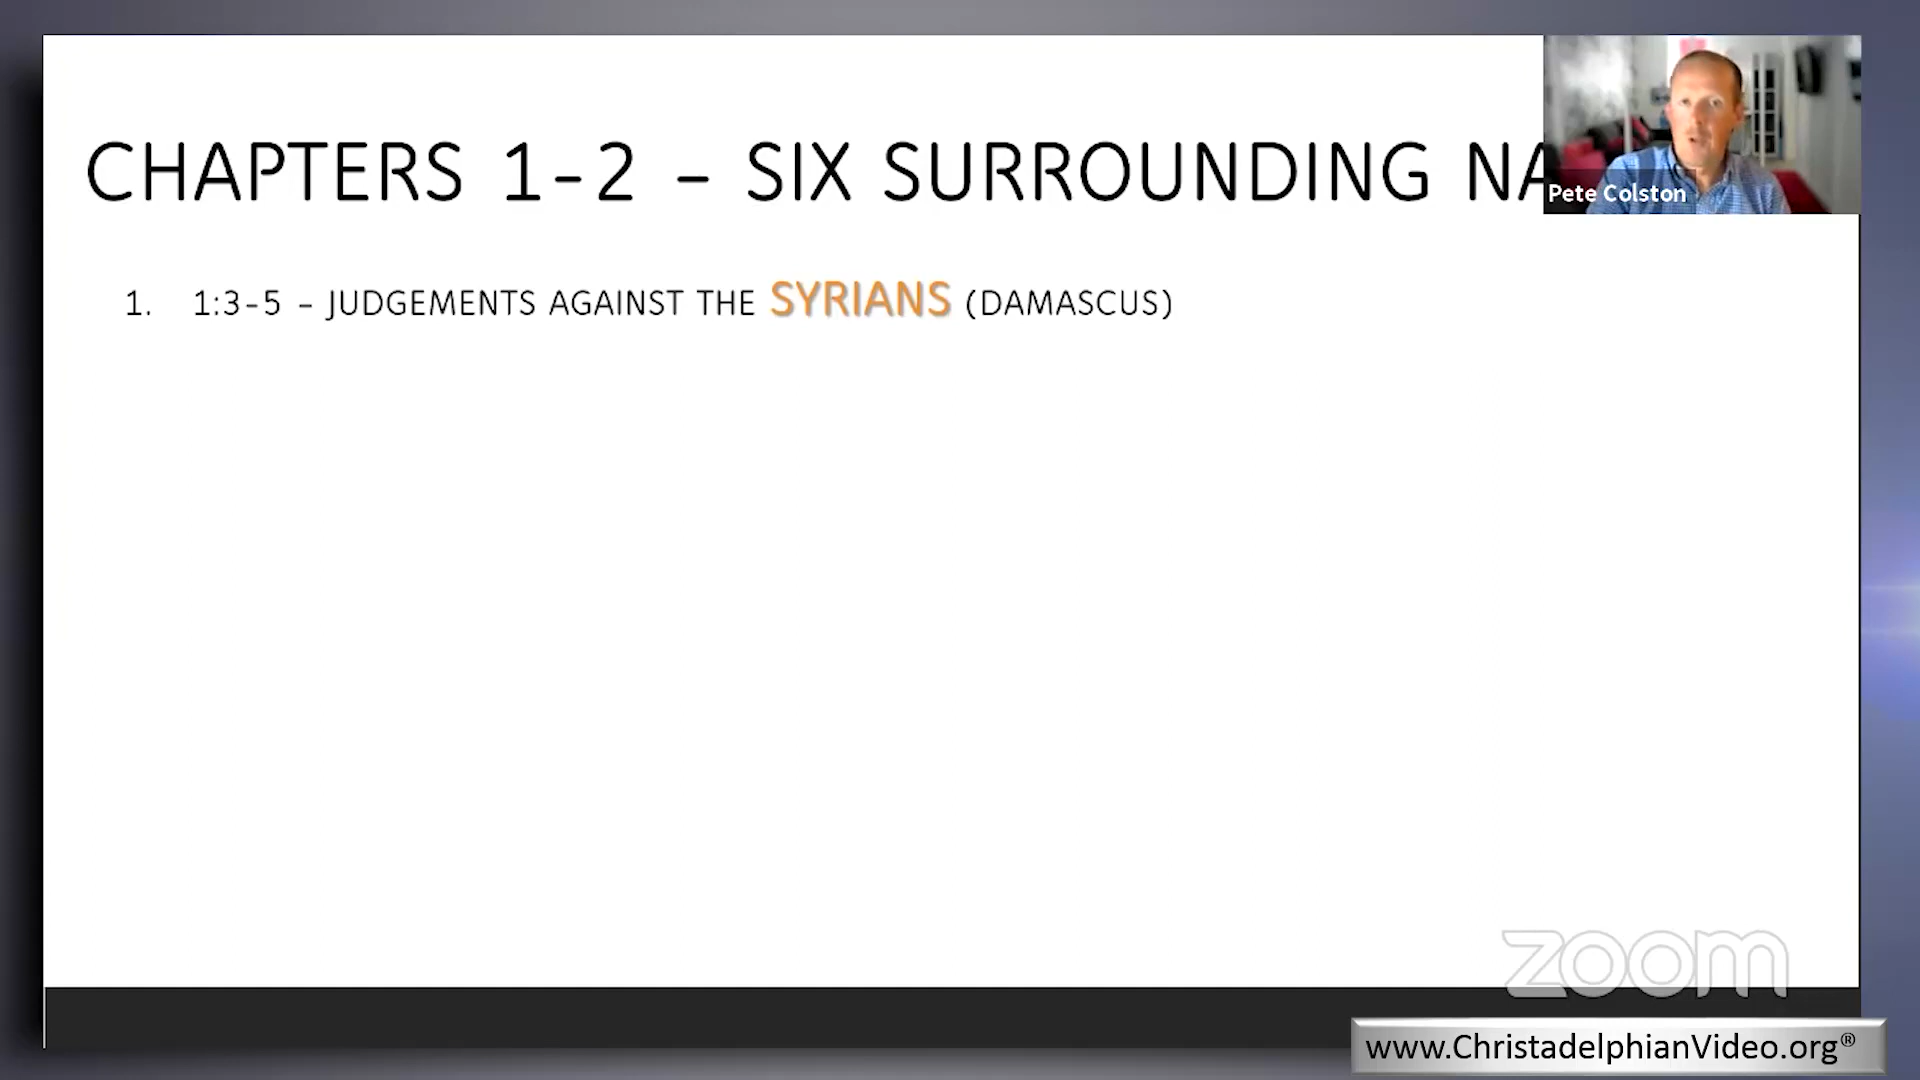 CHAPTERS 1-2 – SIX SURROUNDING NA
Pete Colston
1. 1:3-5 – JUDGEMENTS AGAINST THE SYRIANS (DAMASCUS)
zoom
www.ChristadelphianVideo.org®